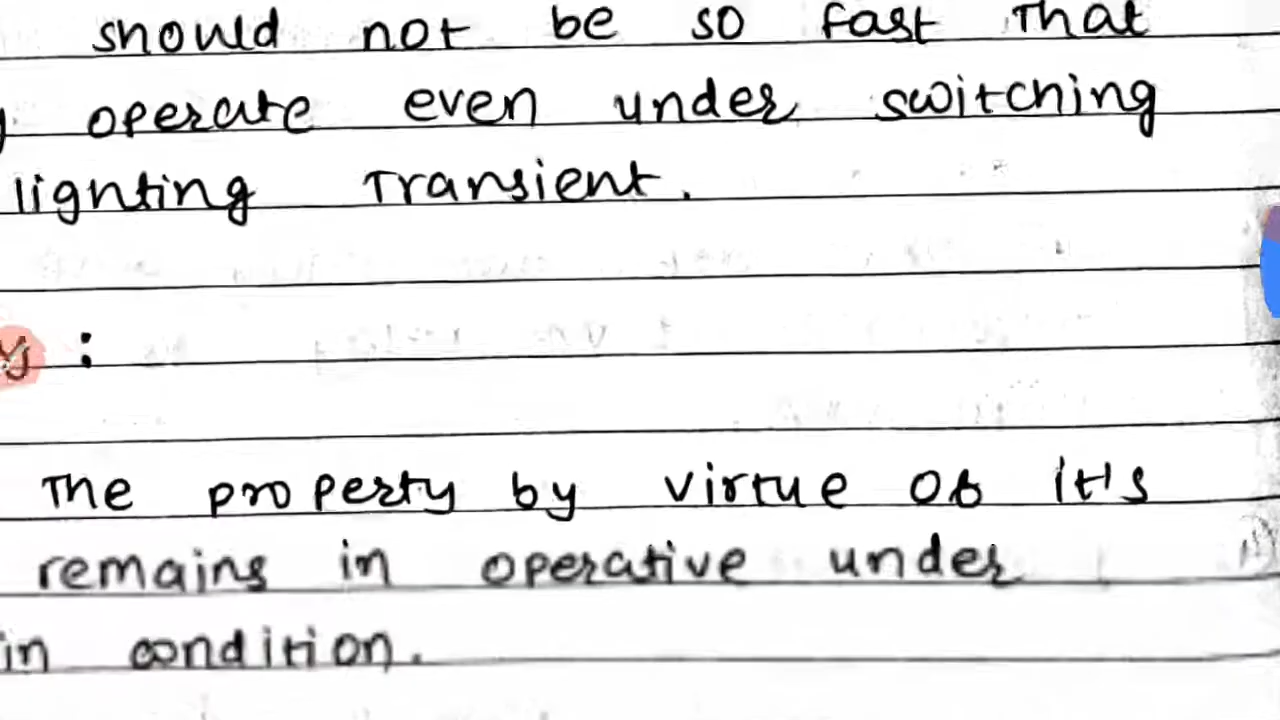 should not be so fast that
y operate even under switching
lignting Transient.
y :
The property by virtue of it's
remains in operative under
in condition.